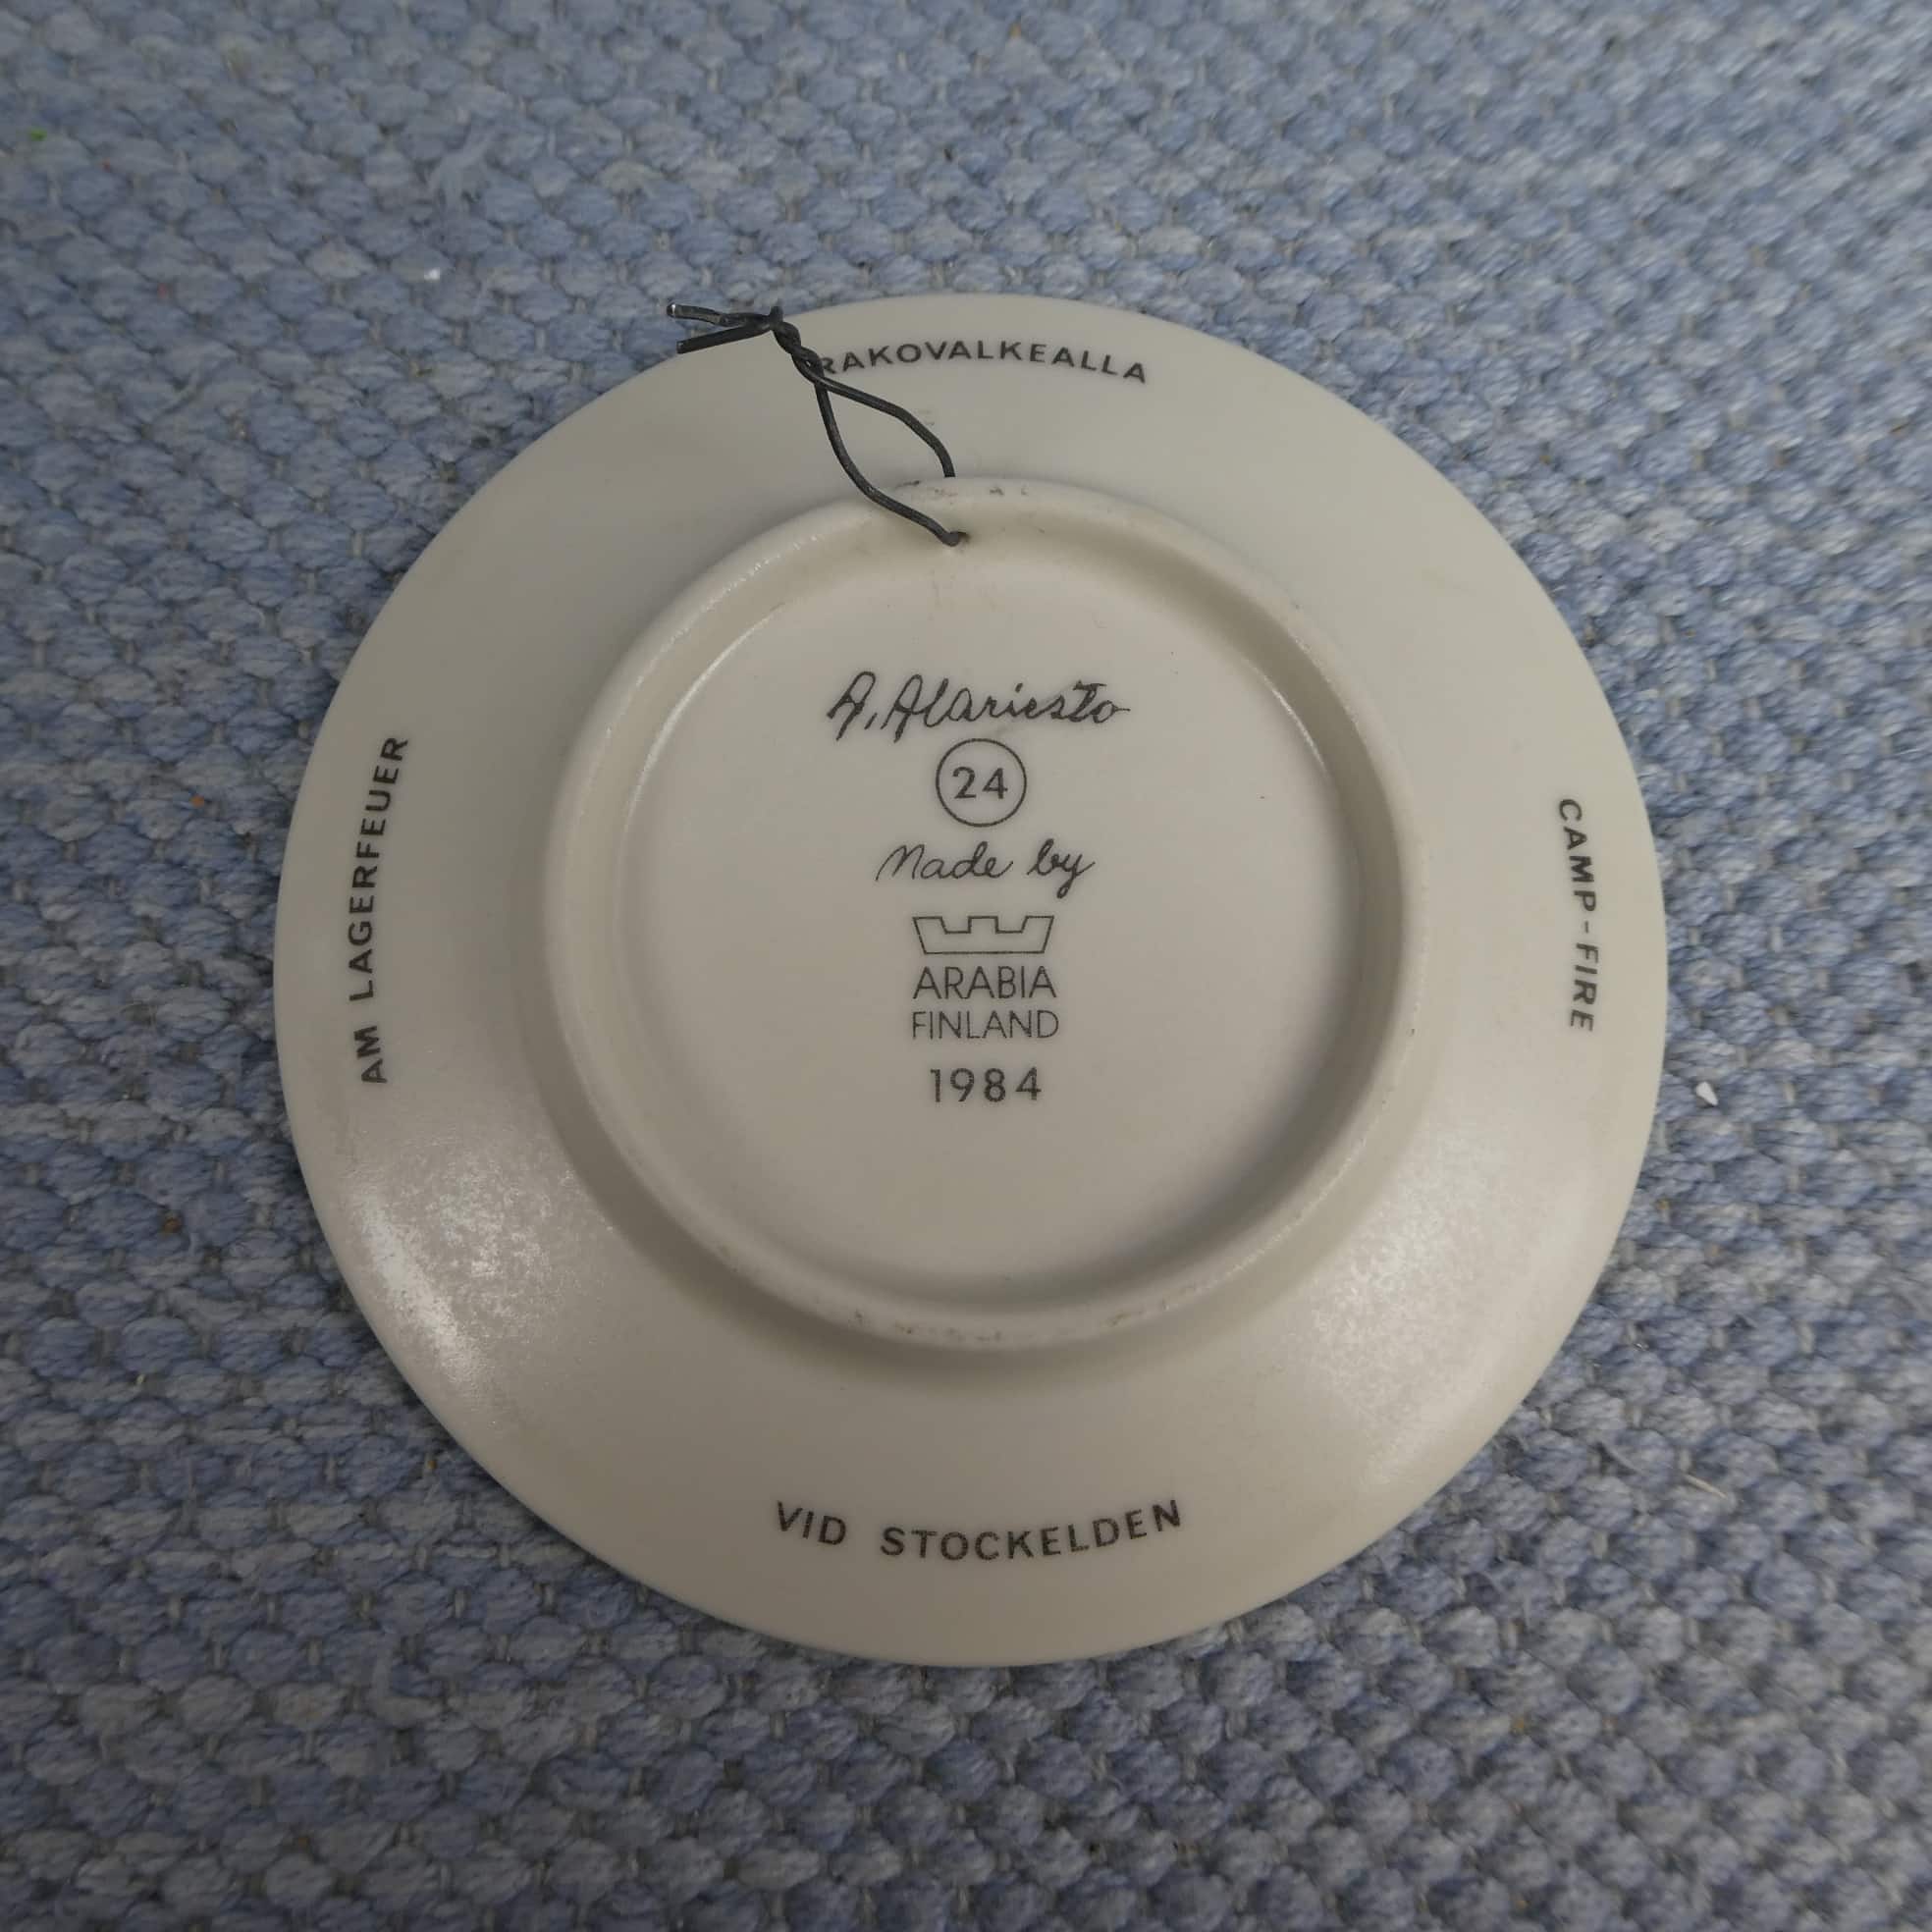 RAKOVALKEALLA
A. Alariesto
24
Made by
ARABIA
FINLAND
1984
AM LAGERFEUER
CAMP-FIRE
VID STOCKELDEN